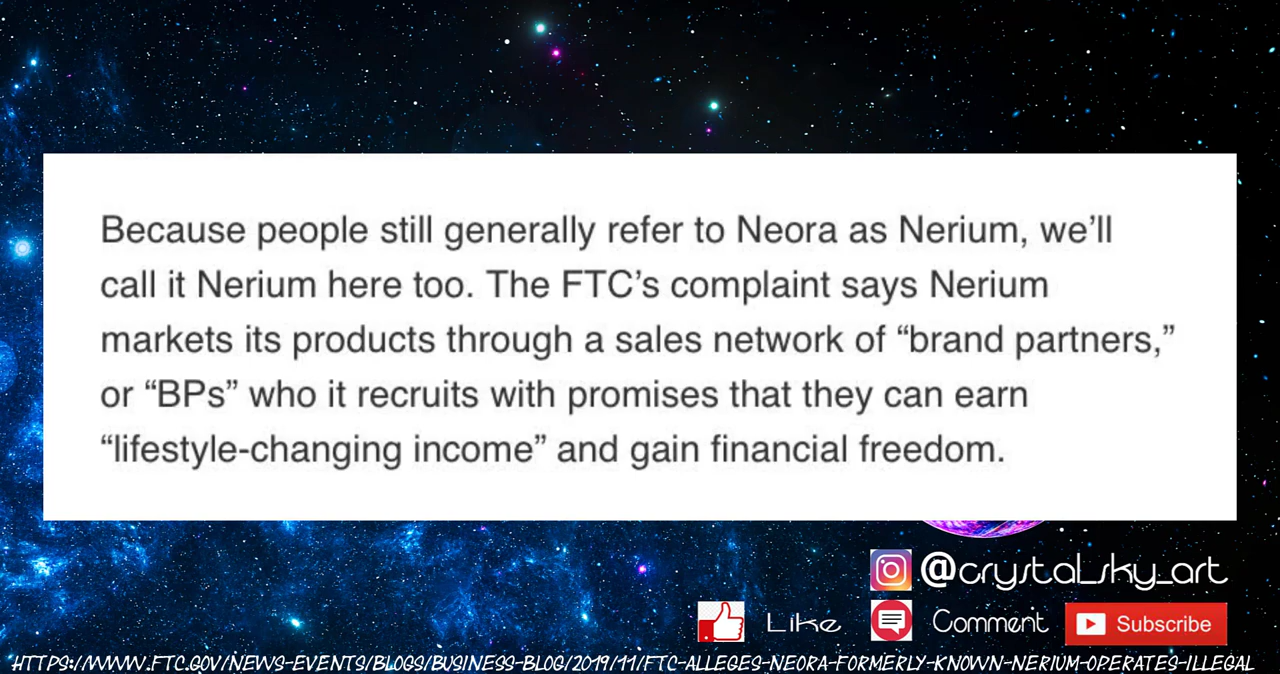 Because people still generally refer to Neora as Nerium, we’ll
call it Nerium here too. The FTC’s complaint says Nerium
markets its products through a sales network of “brand partners,”
or “BPs” who it recruits with promises that they can earn
“lifestyle-changing income” and gain financial freedom.
@crystal_sky_art
Like Comment Subscribe
HTTPS://WWW.FTC.GOV/NEWS-EVENTS/BLOGS/BUSINESS-BLOG/2019/11/FTC-ALLEGES-NEORA-FORMERLY-KNOWN-NERIUM-OPERATES-ILLEGAL